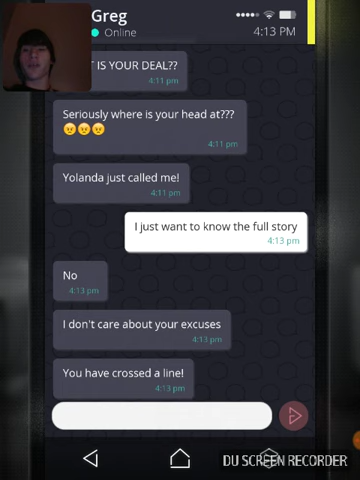 Greg
Online
4:13 PM
IS YOUR DEAL??
4:11 pm
Seriously where is your head at???
😡😡😡
4:11 pm
Yolanda just called me!
4:11 pm
I just want to know the full story
4:13 pm
No
4:13 pm
I don't care about your excuses
4:13 pm
You have crossed a line!
4:13 pm
DU SCREEN RECORDER